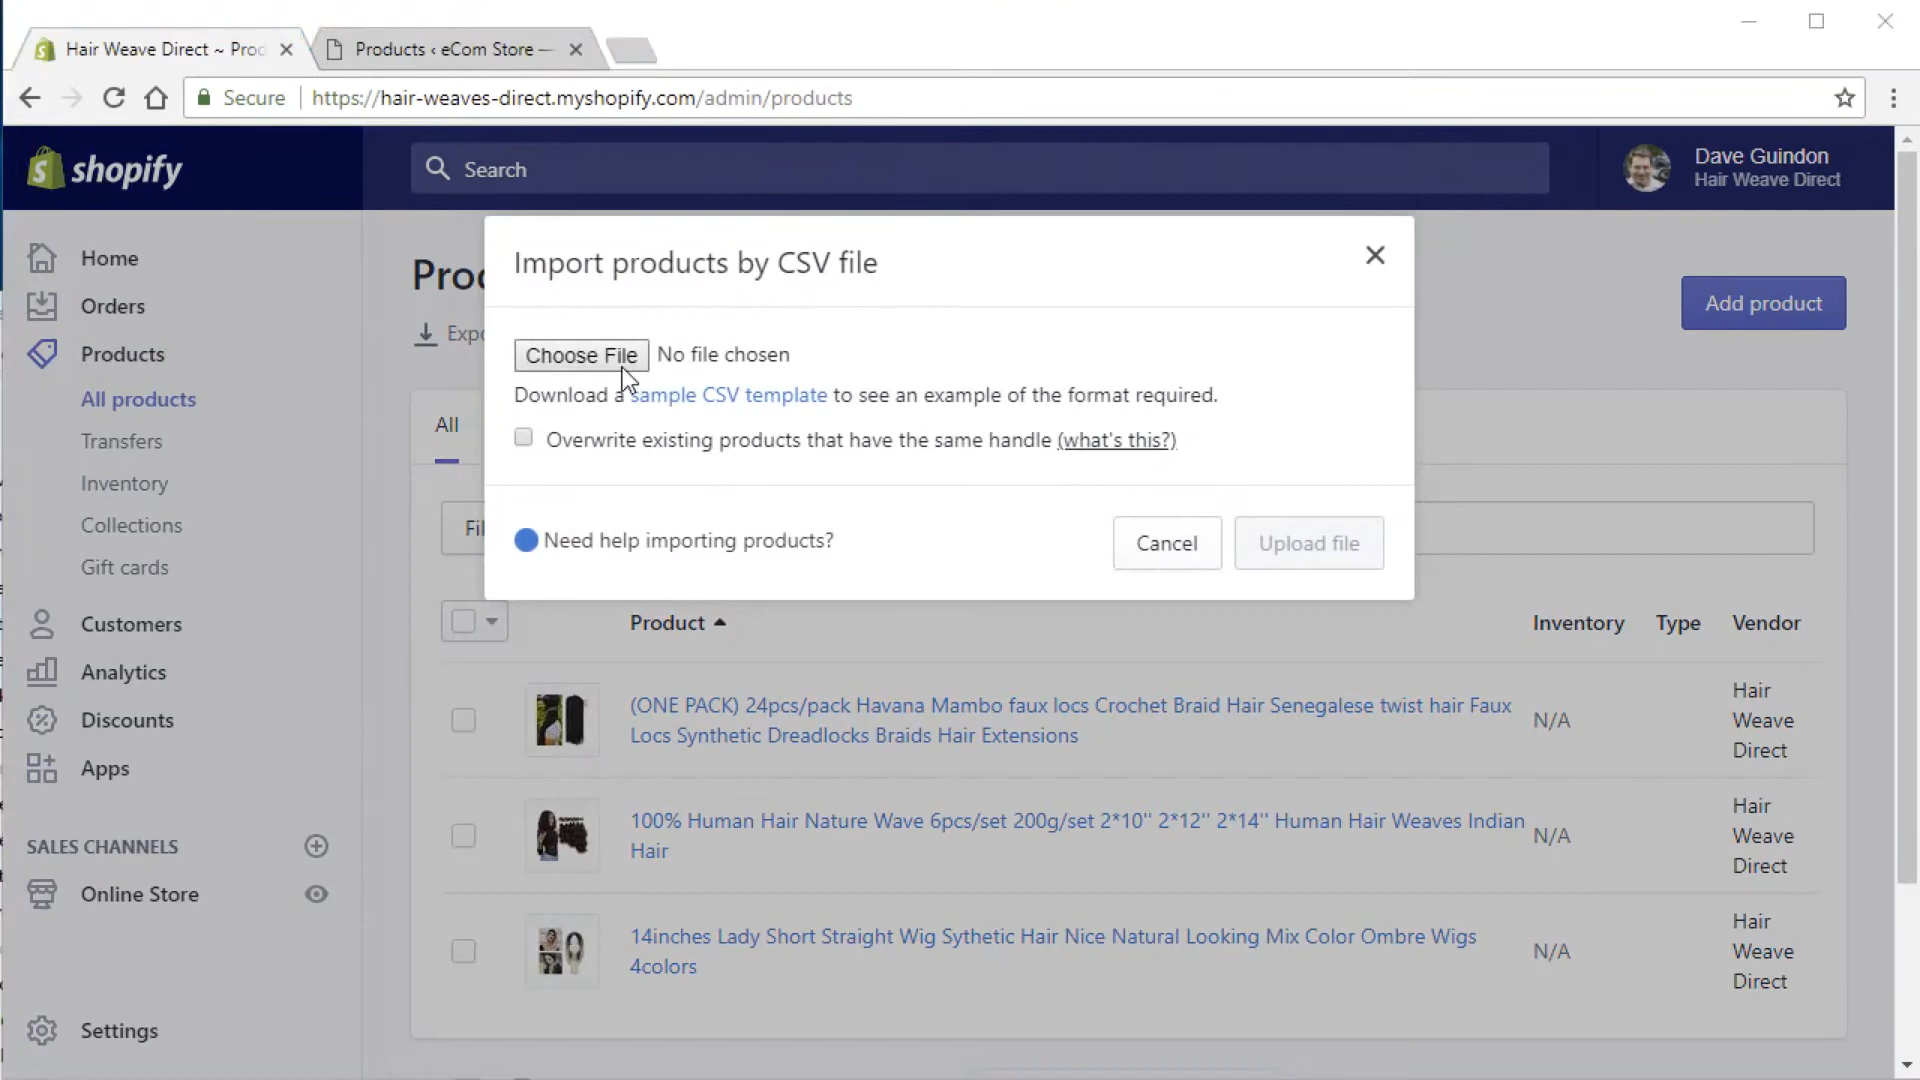 Hair Weave Direct ~ Proc
Products ‹ eCom Store —
Secure
https://hair-weaves-direct.myshopify.com/admin/products
shopify
Search
Dave Guindon
Hair Weave Direct
Home
Orders
Products
All products
Transfers
Inventory
Collections
Gift cards
Customers
Analytics
Discounts
Apps
SALES CHANNELS
Online Store
Settings
Proc
Expo
Add product
All
Fil
Import products by CSV file
Choose File No file chosen
Download a sample CSV template to see an example of the format required.
Overwrite existing products that have the same handle (what's this?)
Need help importing products?
Cancel
Upload file
Product Inventory Type Vendor
(ONE PACK) 24pcs/pack Havana Mambo faux locs Crochet Braid Hair Senegalese twist hair Faux
Locs Synthetic Dreadlocks Braids Hair Extensions
N/A
Hair
Weave
Direct
100% Human Hair Nature Wave 6pcs/set 200g/set 2*10'' 2*12'' 2*14'' Human Hair Weaves Indian
Hair
N/A
Hair
Weave
Direct
14inches Lady Short Straight Wig Sythetic Hair Nice Natural Looking Mix Color Ombre Wigs
4colors
N/A
Hair
Weave
Direct